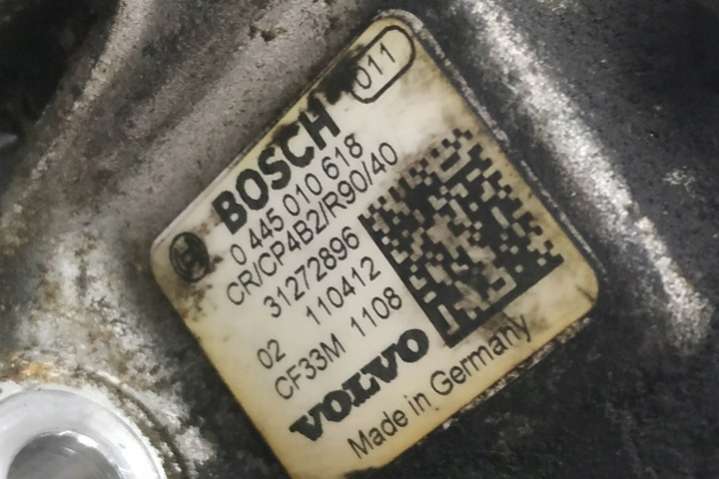 011
BOSCH
0 445 010 618
CR/CP4B2/R90/40
31272896
02 110412
CF33M 1108
VOLVO
Made in Germany